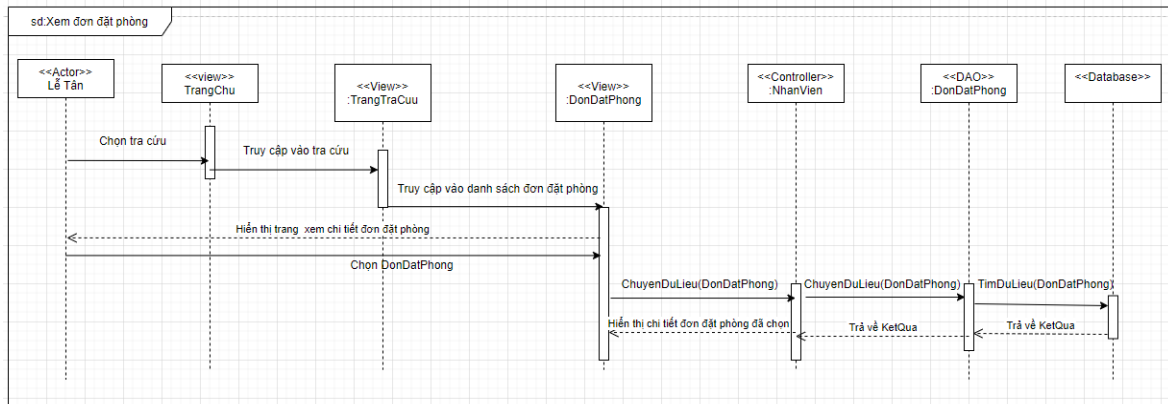 sd:Xem đơn đặt phòng
<<Actor>>
Lễ Tân
<<view>>
TrangChu
<<View>>
:TrangTraCuu
<<View>>
:DonDatPhong
<<Controller>>
:NhanVien
<<DAO>>
:DonDatPhong
<<Database>>
Chọn tra cứu
Truy cập vào tra cứu
Truy cập vào danh sách đơn đặt phòng
Hiển thị trang xem chi tiết đơn đặt phòng
Chọn DonDatPhong
ChuyenDuLieu(DonDatPhong)
ChuyenDuLieu(DonDatPhong)
TimDuLieu(DonDatPhong)
Hiển thị chi tiết đơn đặt phòng đã chọn
Trả về KetQua
Trả về KetQua